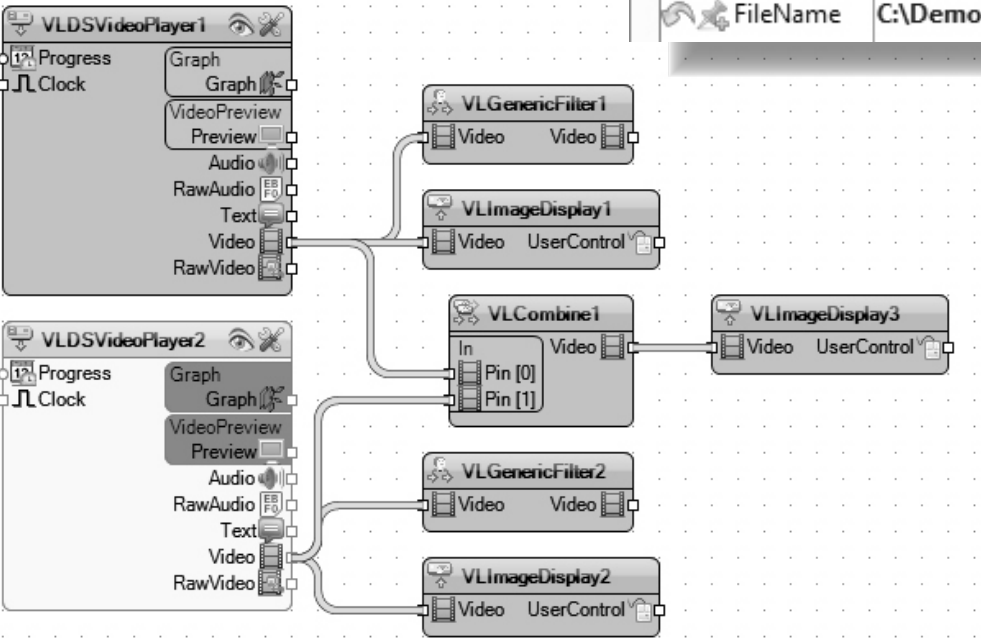 VLDSVideoPlayer1
Progress
Clock
Graph
Graph
VideoPreview
Preview
Audio
RawAudio
Text
Video
RawVideo
FileName C:\Demo
VLGenericFilter1
Video Video
VLImageDisplay1
Video UserControl
VLCombine1
In
Video
Pin [0]
Pin [1]
VLImageDisplay3
Video UserControl
VLDSVideoPlayer2
Progress
Clock
Graph
Graph
VideoPreview
Preview
Audio
RawAudio
Text
Video
RawVideo
VLGenericFilter2
Video Video
VLImageDisplay2
Video UserControl